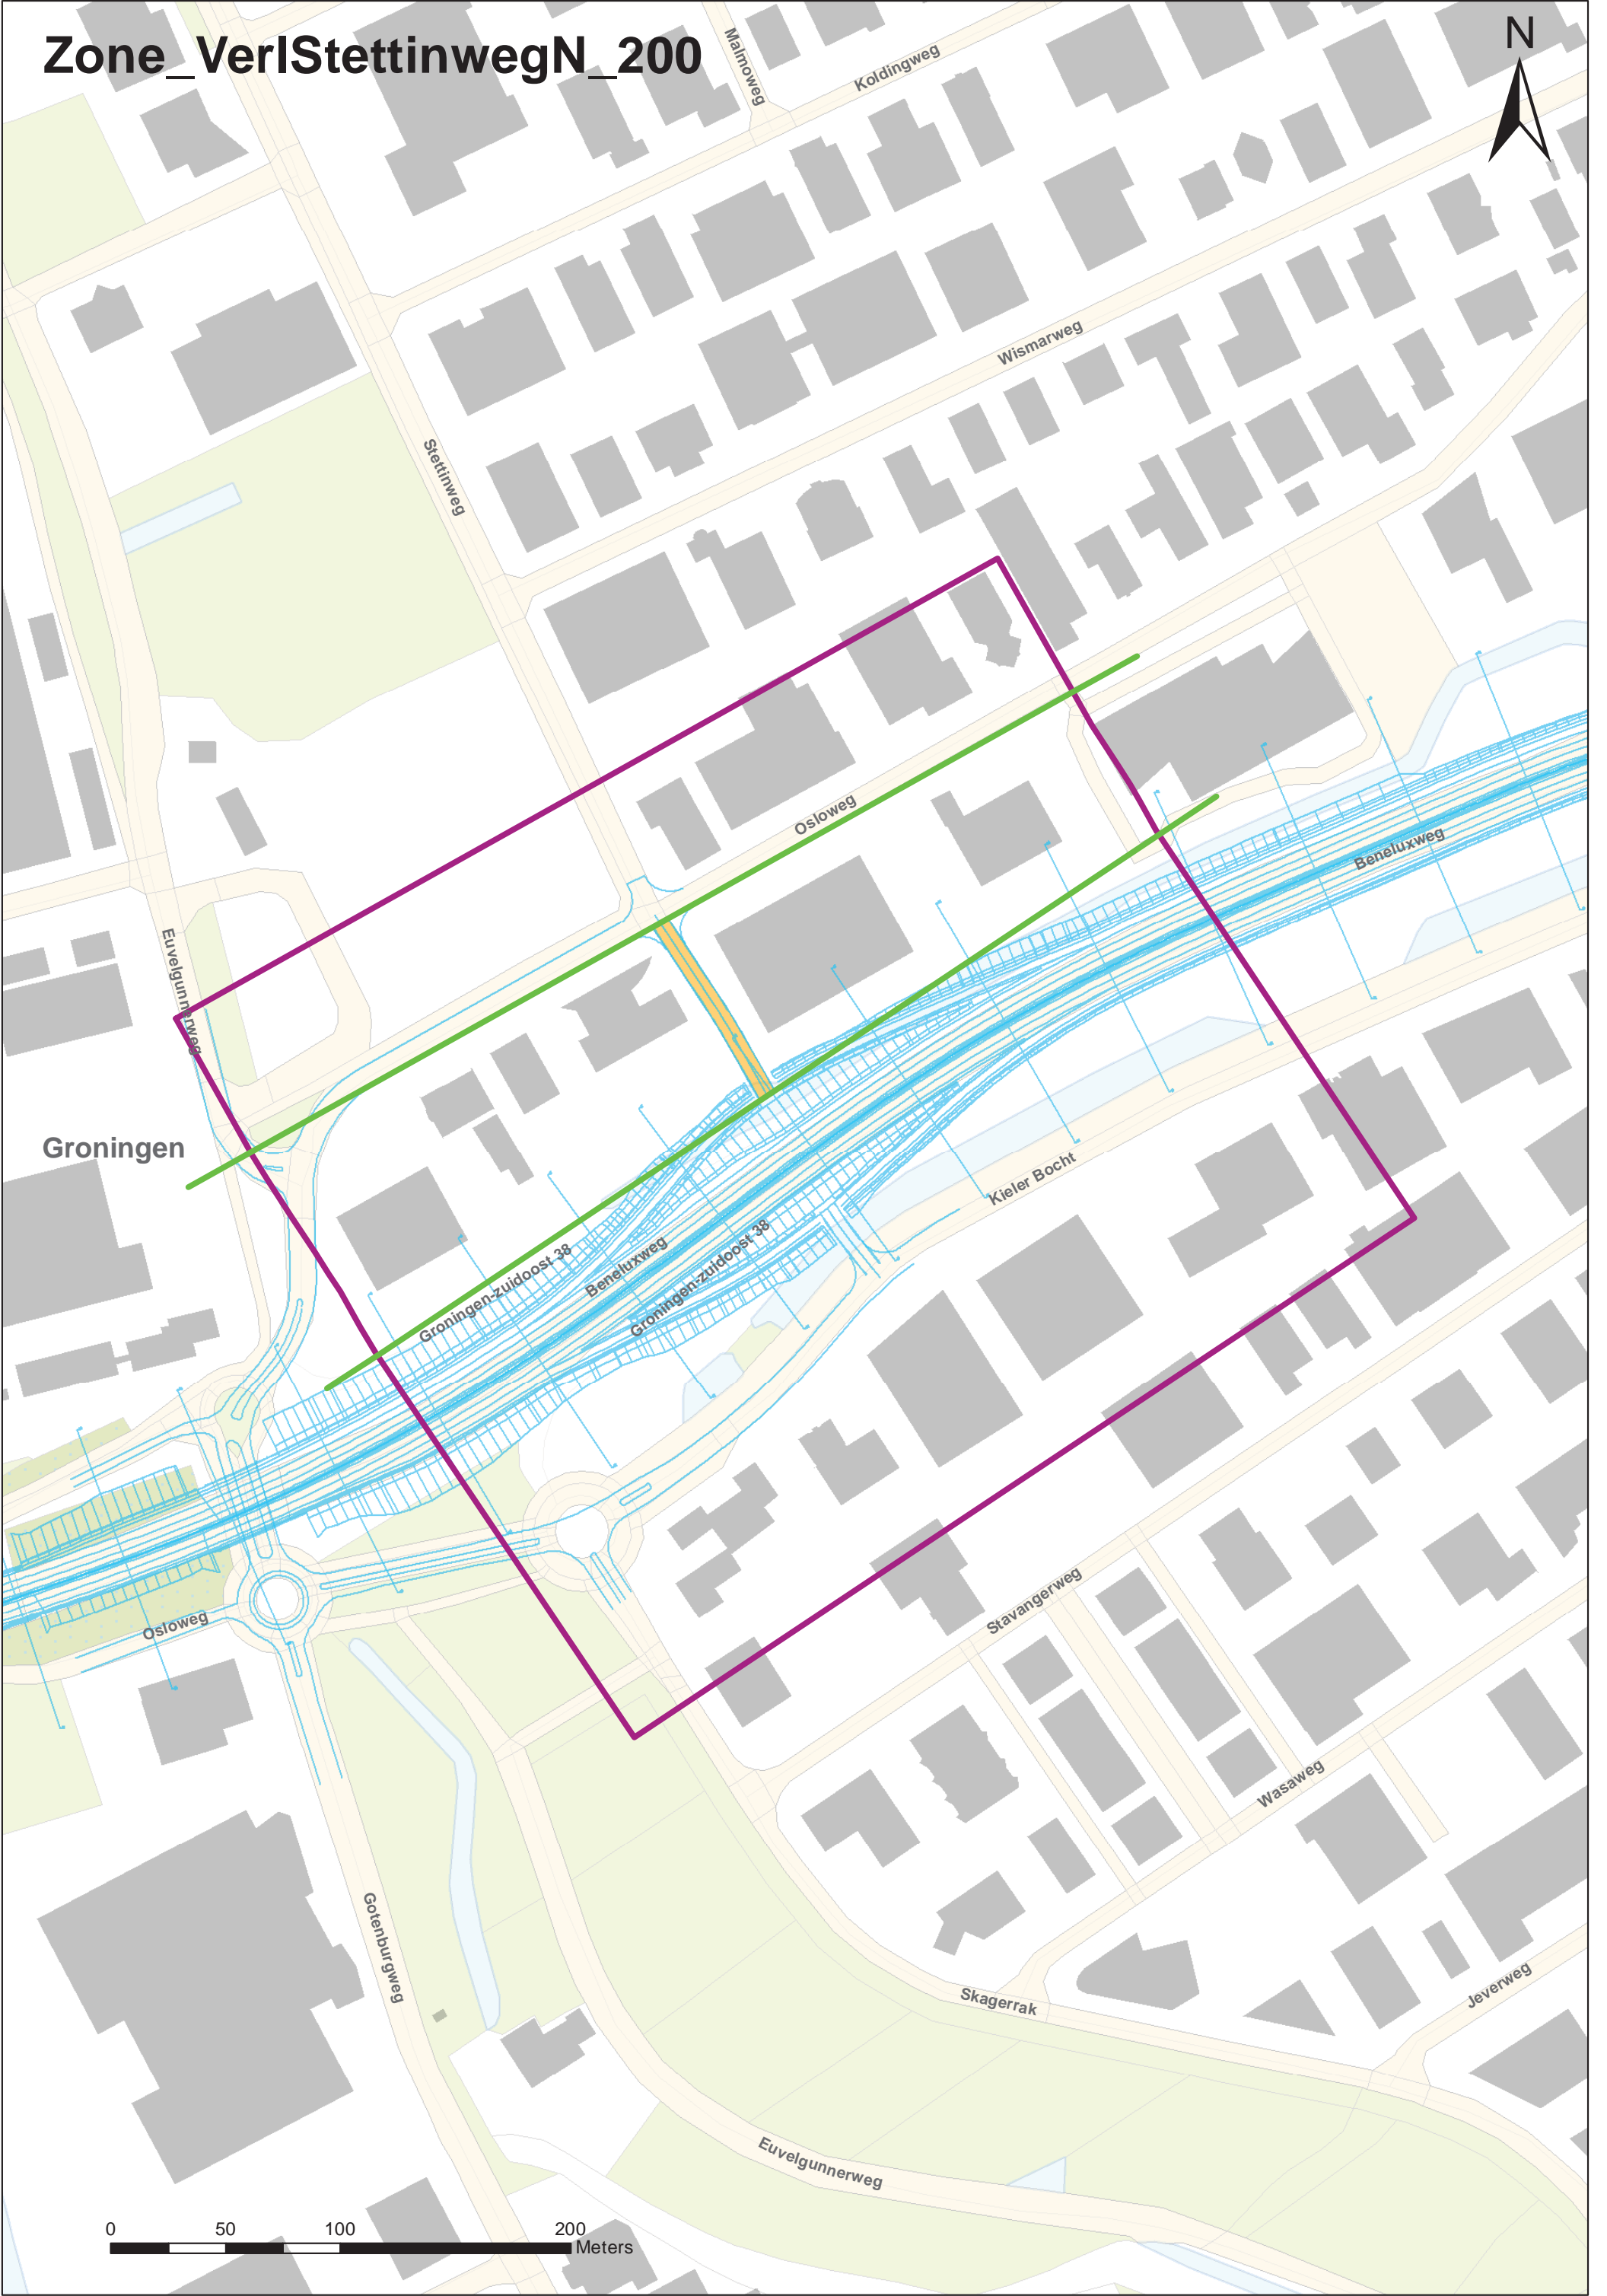 Zone_VerlStettinwegN_200
N
Malmoweg
Koldingweg
Wismarweg
Stettinweg
Osloweg
Beneluxweg
Euvelgunnerweg
Groningen
Kieler Bocht
Groningen-zuidoost 38
Beneluxweg
Groningen-zuidoost 38
Osloweg
Stavangerweg
Wasaweg
Gotenburgweg
Skagerrak
Jeverweg
Euvelgunnerweg
0 50 100 200
Meters